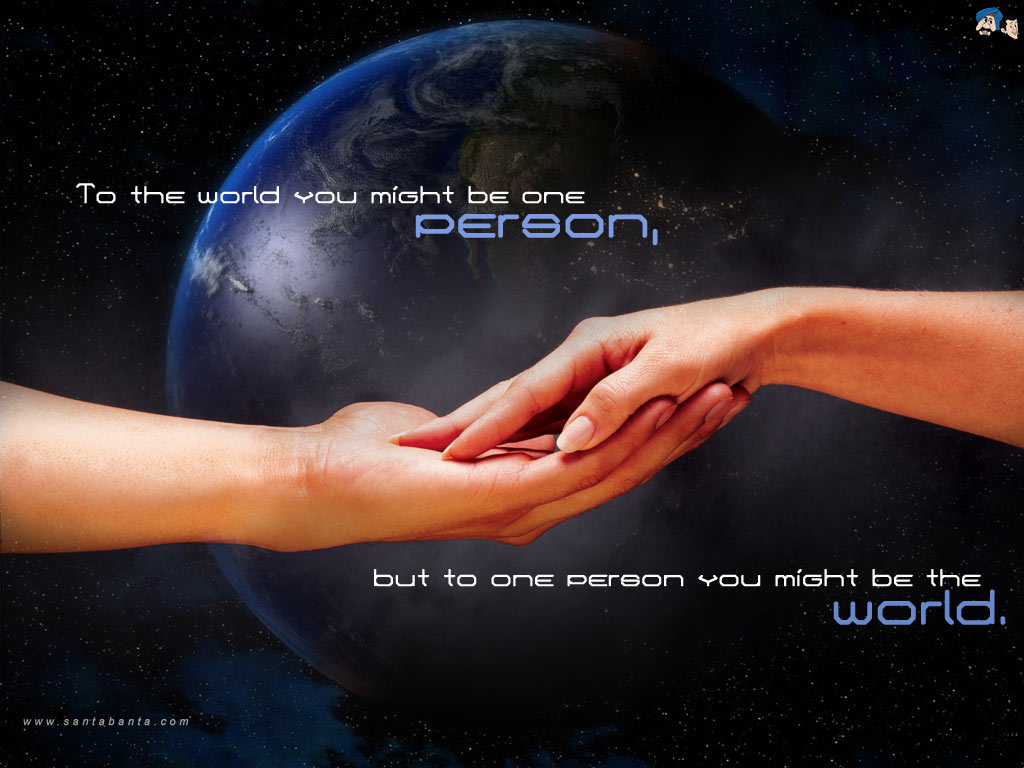 To the world you might be one
person,
but to one person you might be the
world.
www.santabanta.com